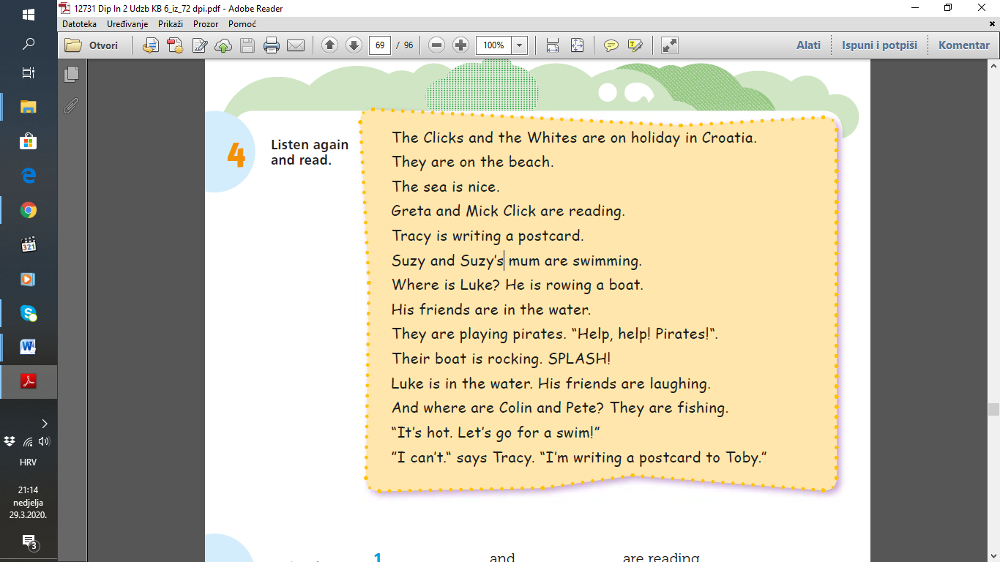 12731 Dip In 2 Udzb KB 6_iz_72 dpi.pdf - Adobe Reader
Datoteka Uređivanje Prikaži Prozor Pomoć
Otvori 69 / 96 100% Alati Ispuni i potpiši Komentar
4 Listen again
and read.
The Clicks and the Whites are on holiday in Croatia.
They are on the beach.
The sea is nice.
Greta and Mick Click are reading.
Tracy is writing a postcard.
Suzy and Suzy’s mum are swimming.
Where is Luke? He is rowing a boat.
His friends are in the water.
They are playing pirates. “Help, help! Pirates!“.
Their boat is rocking. SPLASH!
Luke is in the water. His friends are laughing.
And where are Colin and Pete? They are fishing.
“It’s hot. Let’s go for a swim!”
”I can’t.“ says Tracy. “I’m writing a postcard to Toby.”
1 and are reading
321
HRV
21:14
nedjelja
29.3.2020.
3